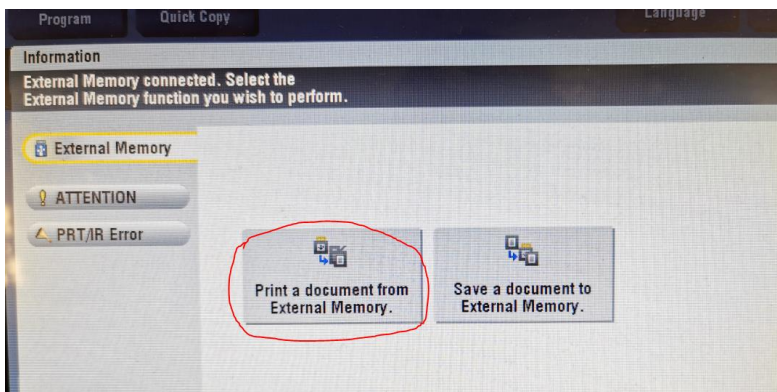 Program Quick Copy Language
Information
External Memory connected. Select the
External Memory function you wish to perform.
External Memory
ATTENTION
PRT/IR Error
Print a document from
External Memory.
Save a document to
External Memory.